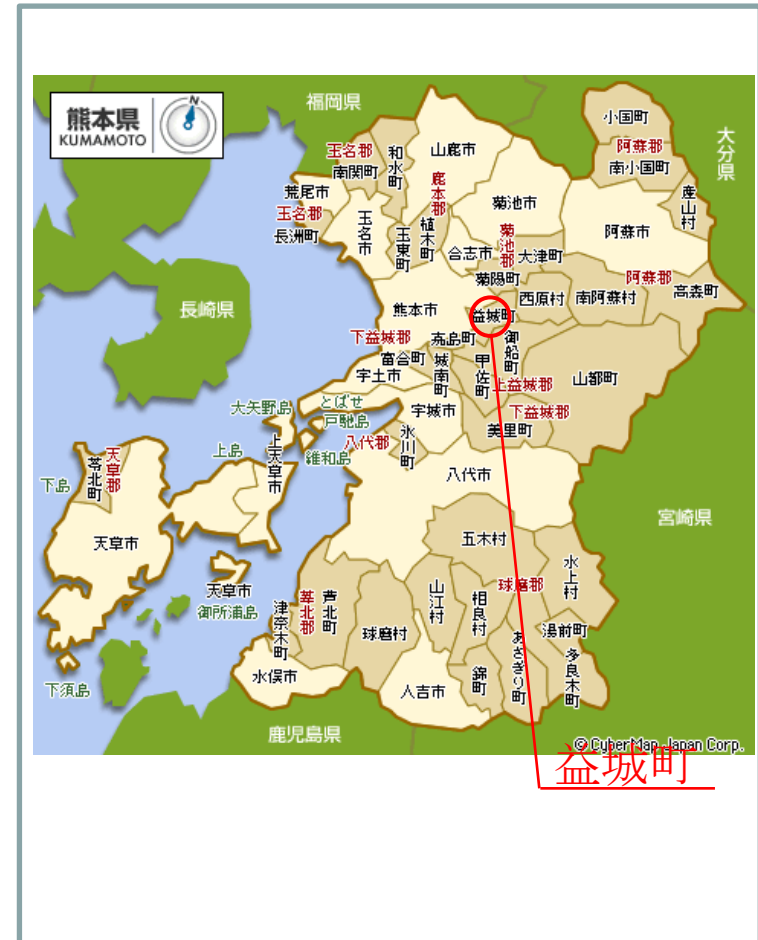 熊本県
KUMAMOTO
N
福岡県
大分県
小国町
阿蘇郡
南小国町
産山村
玉名郡
南関町
和水町
山鹿市
鹿本郡
植木町
菊池市
阿蘇市
荒尾市
玉名郡
長洲町
玉名市
玉東町
合志市
菊池郡
大津町
菊陽町
阿蘇郡
西原村
南阿蘇村
高森町
長崎県
熊本市
益城町
下益城郡
嘉島町
御船町
富合町
城南町
甲佐町
上益城郡
山都町
宇土市
大矢野島
とばせ
戸馳島
宇城市
下益城郡
美里町
八代郡
氷川町
維和島
上島
上天草市
天草郡
苓北町
下島
八代市
宮崎県
天草市
五木村
水上村
天草市
御所浦島
球磨郡
山江村
相良村
葦北郡
芦北町
津奈木町
球磨村
あさぎり町
湯前町
多良木町
錦町
水俣市
人吉市
下須島
鹿児島県
© CyberMap Japan Corp.
益城町